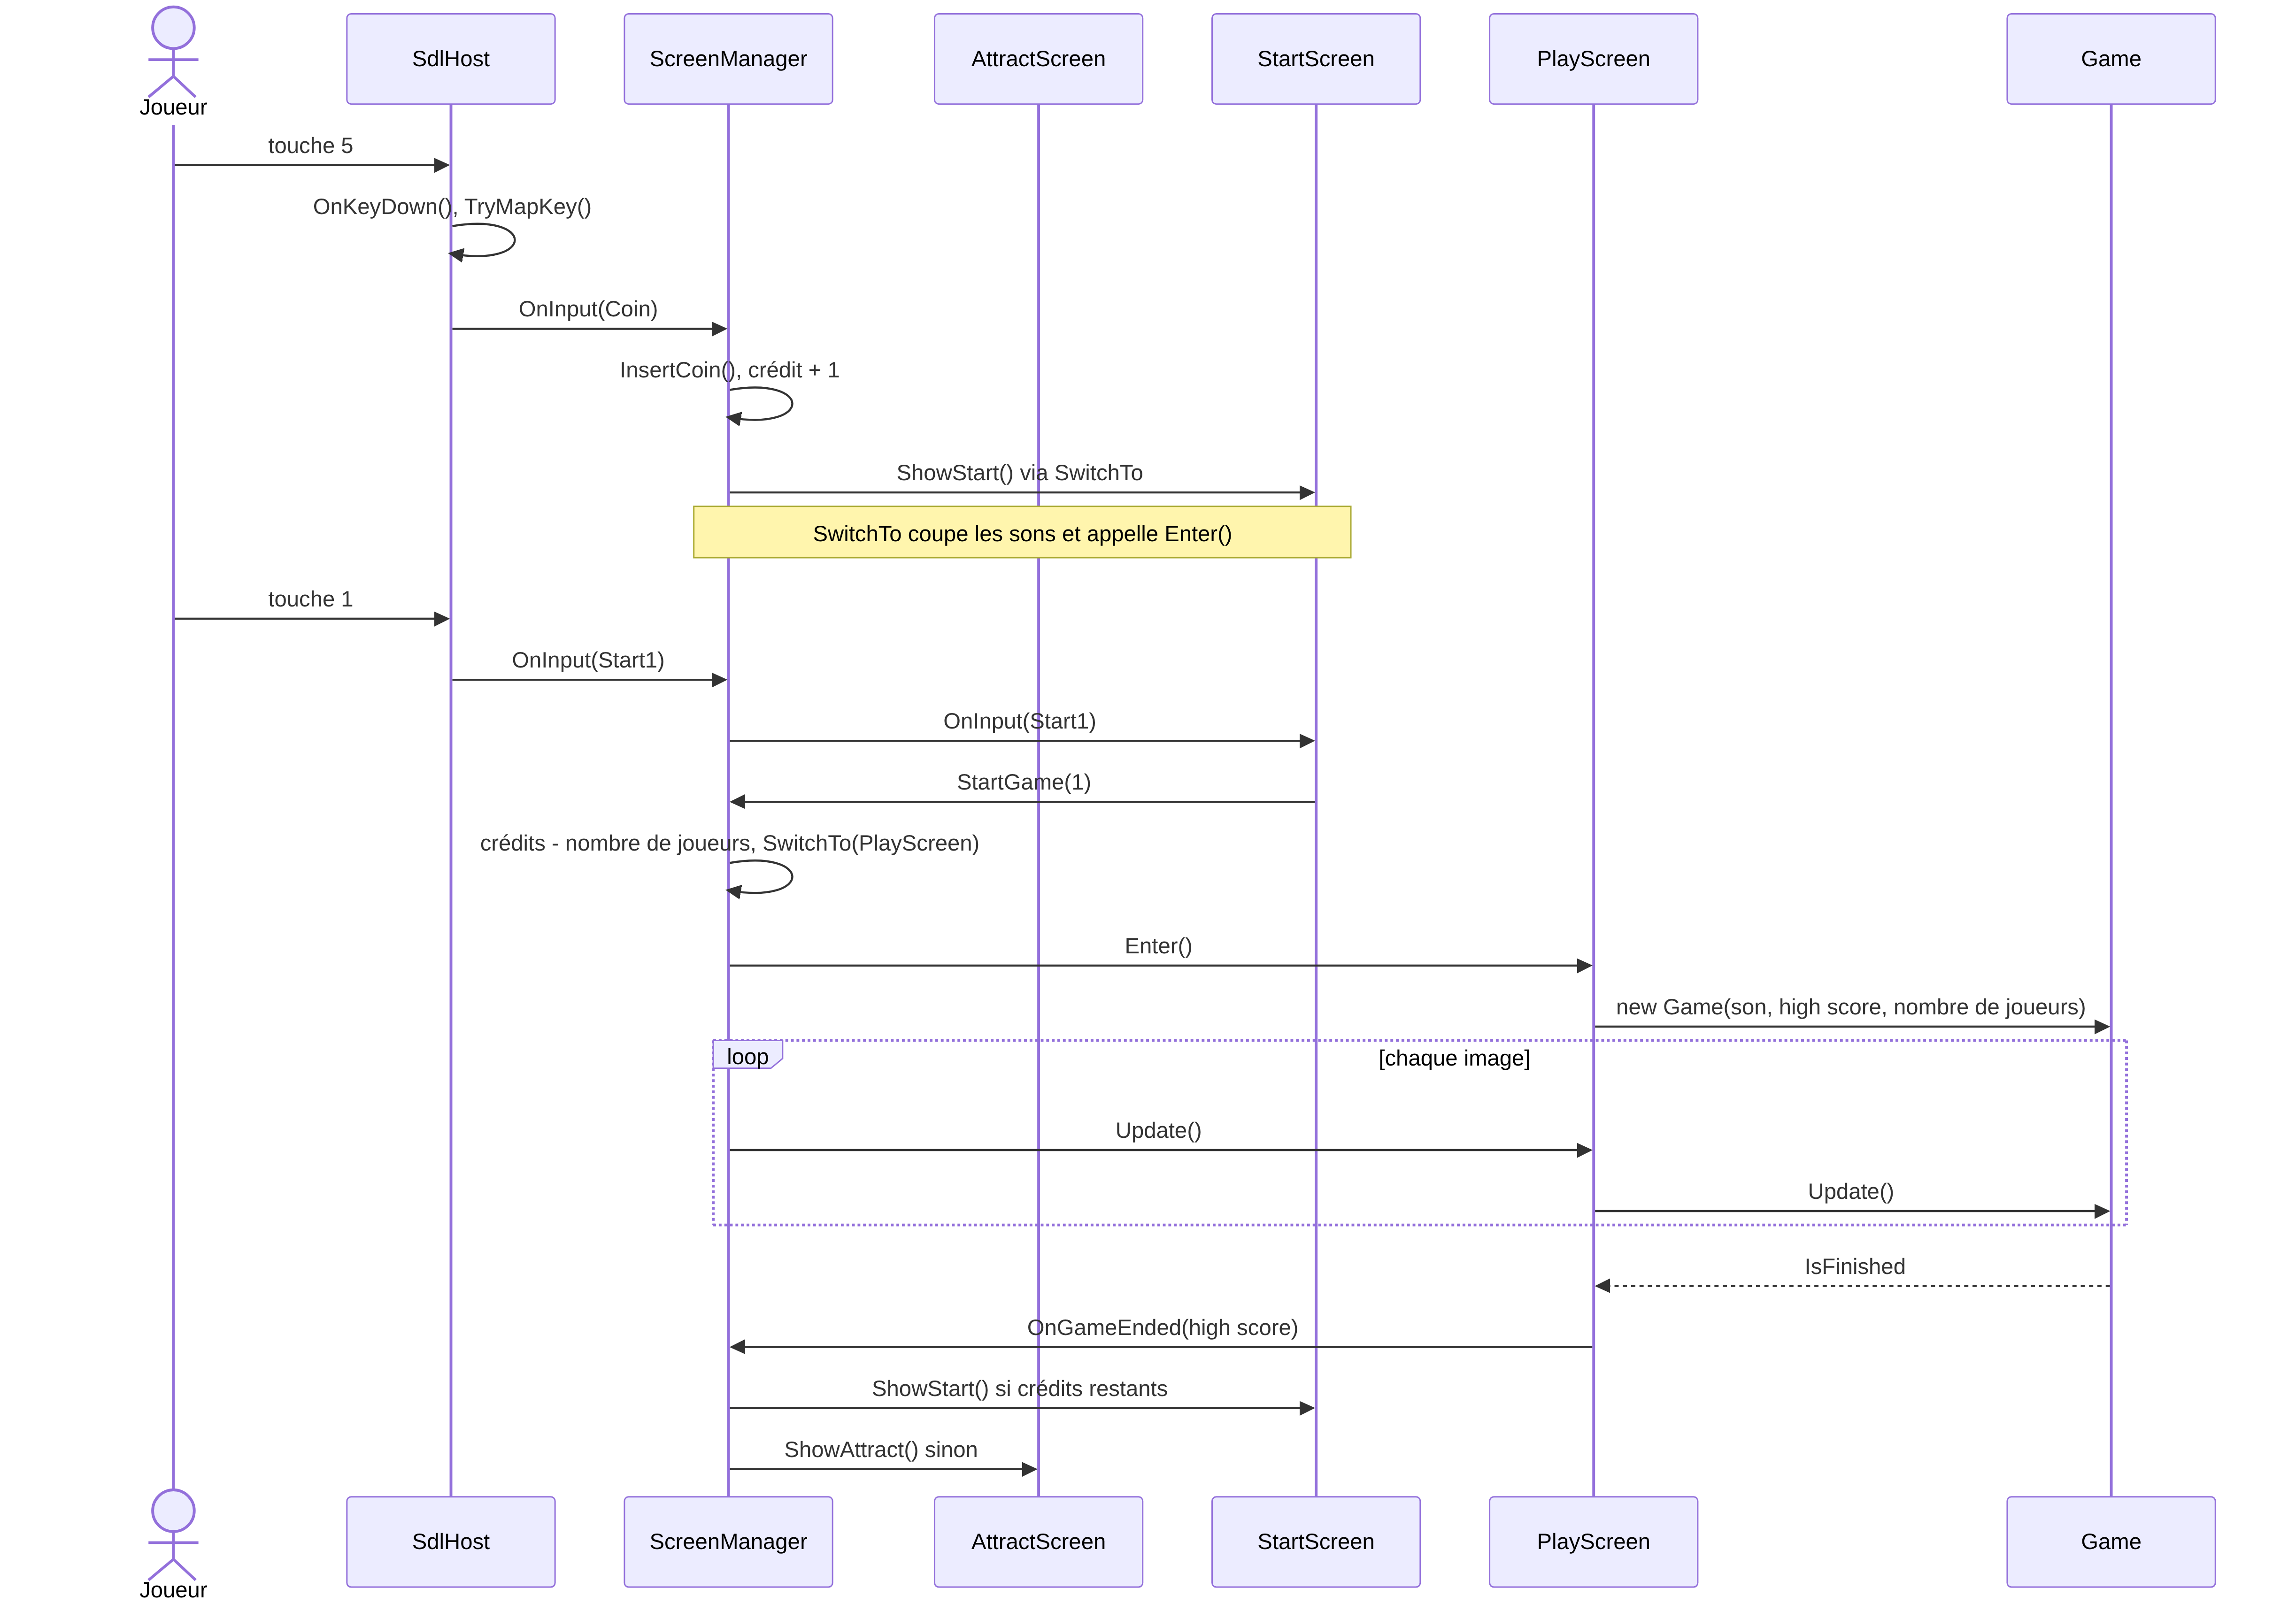 Joueur
SdlHost
ScreenManager
AttractScreen
StartScreen
PlayScreen
Game
touche 5
OnKeyDown(), TryMapKey()
OnInput(Coin)
InsertCoin(), crédit + 1
ShowStart() via SwitchTo
SwitchTo coupe les sons et appelle Enter()
touche 1
OnInput(Start1)
OnInput(Start1)
StartGame(1)
crédits - nombre de joueurs, SwitchTo(PlayScreen)
Enter()
new Game(son, high score, nombre de joueurs)
loop
[chaque image]
Update()
Update()
IsFinished
OnGameEnded(high score)
ShowStart() si crédits restants
ShowAttract() sinon
Joueur
SdlHost
ScreenManager
AttractScreen
StartScreen
PlayScreen
Game